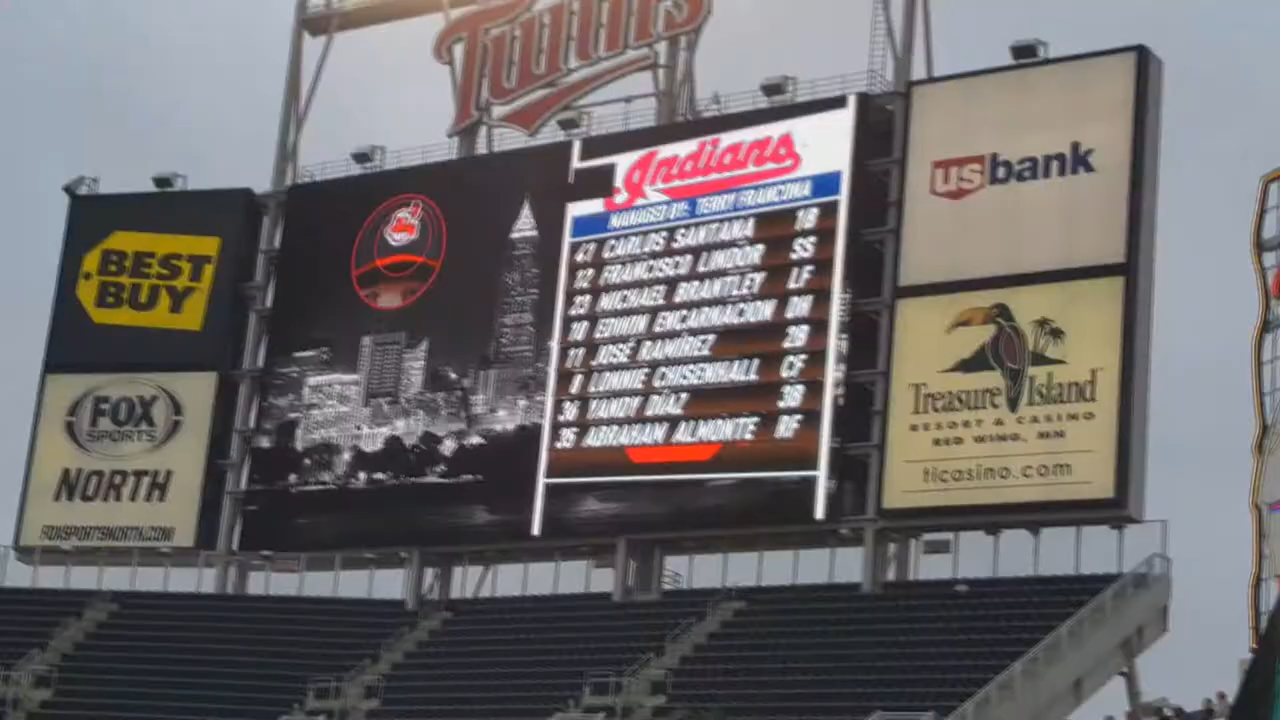 Twins
Indians
MANAGED BY: TERRY FRANCONA
41 CARLOS SANTANA 1B
12 FRANCISCO LINDOR SS
23 MICHAEL BRANTLEY LF
10 EDWIN ENCARNACION DH
11 JOSÉ RAMÍREZ 2B
8 LONNIE CHISENHALL CF
36 YANDY DÍAZ 3B
35 ABRAHAM ALMONTE RF
BEST
BUY
FOX
SPORTS
NORTH
FOXSPORTSNORTH.COM
usbank
Treasure Island
RESORT & CASINO
RED WING, MN
ticasino.com